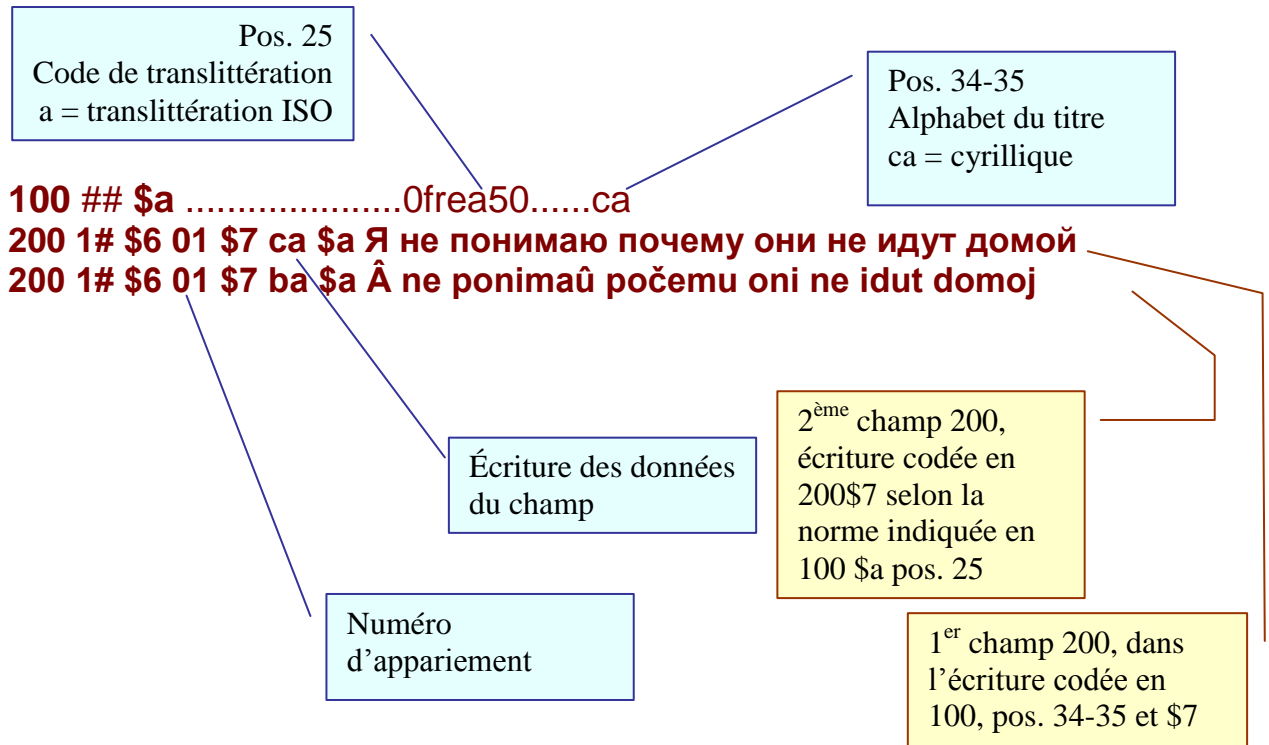 Pos. 25
Code de translittération
a = translittération ISO
Pos. 34-35
Alphabet du titre
ca = cyrillique
100 ## $a .....................0frea50......ca
200 1# $6 01 $7 ca $a Я не понимаю почему они не идут домой
200 1# $6 01 $7 ba $a Â ne ponimaû počemu oni ne idut domoj
Écriture des données
du champ
2ème champ 200,
écriture codée en
200$7 selon la
norme indiquée en
100 $a pos. 25
Numéro
d’appariement
1er champ 200, dans
l’écriture codée en
100, pos. 34-35 et $7